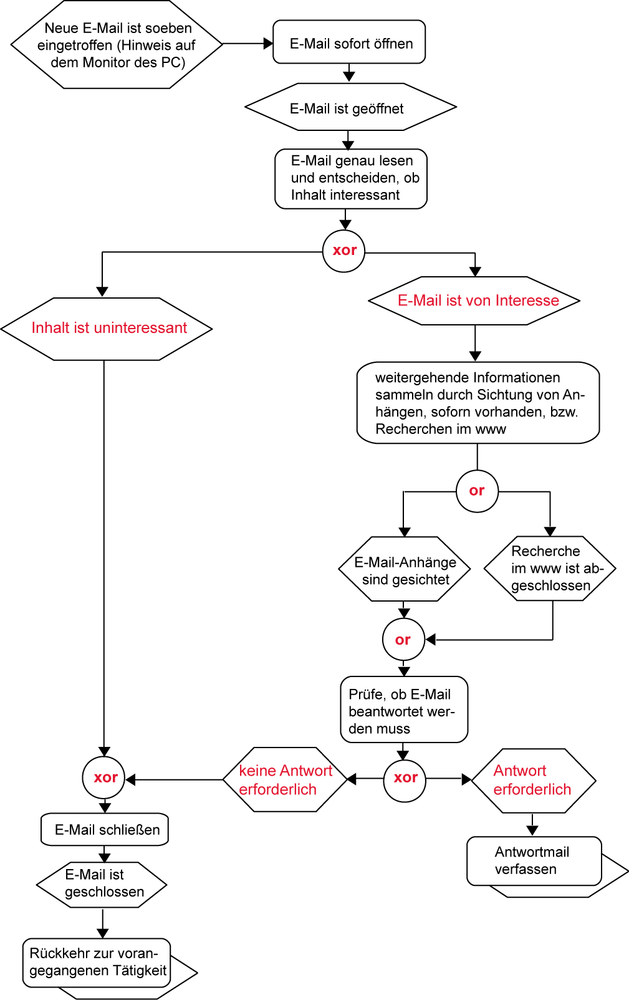 Neue E-Mail ist soeben
eingetroffen (Hinweis auf
dem Monitor des PC)
E-Mail sofort öffnen
E-Mail ist geöffnet
E-Mail genau lesen
und entscheiden, ob
Inhalt interessant
xor
E-Mail ist von Interesse
Inhalt ist uninteressant
weitergehende Informationen
sammeln durch Sichtung von An-
hängen, soforn vorhanden, bzw.
Recherchen im www
or
E-Mail-Anhänge
sind gesichtet
Recherche
im www ist ab-
geschlossen
or
Prüfe, ob E-Mail
beantwortet wer-
den muss
xor
keine Antwort
erforderlich
xor
Antwort
erforderlich
E-Mail schließen
Antwortmail
verfassen
E-Mail ist
geschlossen
Rückkehr zur voran-
gegangenen Tätigkeit